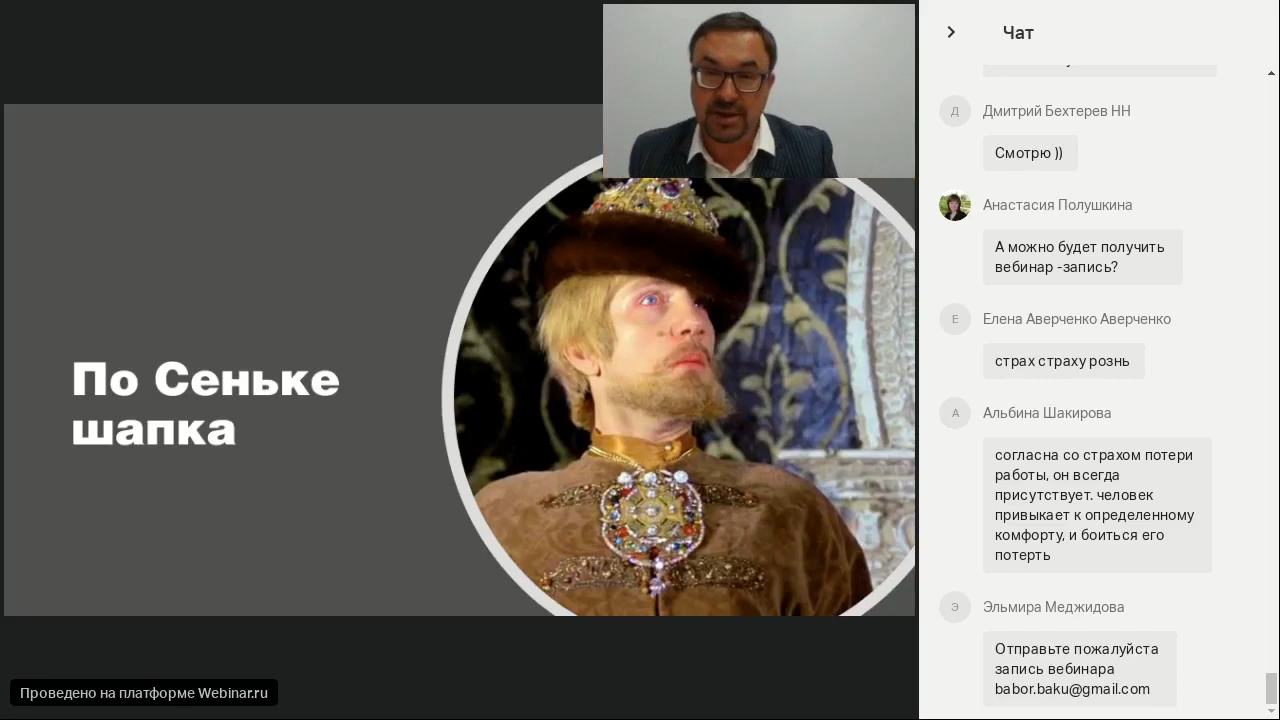 По Сеньке
шапка
Проведено на платформе Webinar.ru
Чат
Дмитрий Бехтерев НН
Смотрю ))
Анастасия Полушкина
А можно будет получить
вебинар -запись?
Е
Елена Аверченко Аверченко
страх страху рознь
А
Альбина Шакирова
согласна со страхом потери
работы, он всегда
присутствует. человек
привыкает к определенному
комфорту, и боиться его
потерть
Э
Эльмира Меджидова
Отправьте пожалуйста
запись вебинара
babor.baku@gmail.com